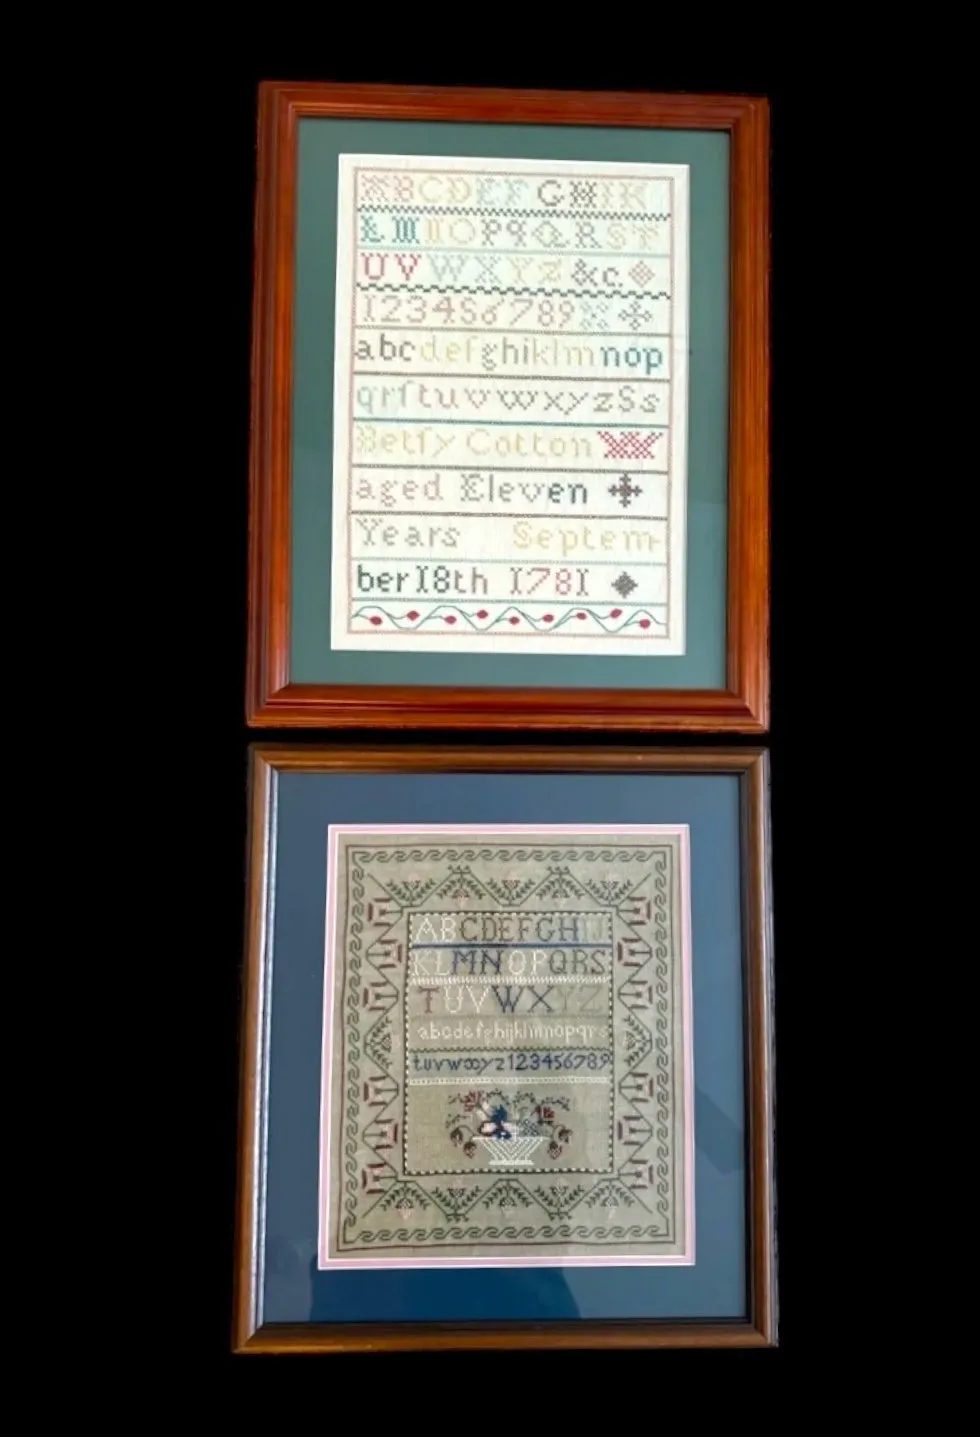 ABCDEFGHIK
LMNOPQRST
UVWXYZ &c.
123456789
abcdefghiklmnop
qrſtuvwxyzSs
Betſy Cotton
aged Eleven
Years Septem-
ber 18th 1781
ABCDEFGHIJ
KLMNOPQRS
TUVWXYZ
abcdefghijklmnopqrs
tuvwxyz123456789